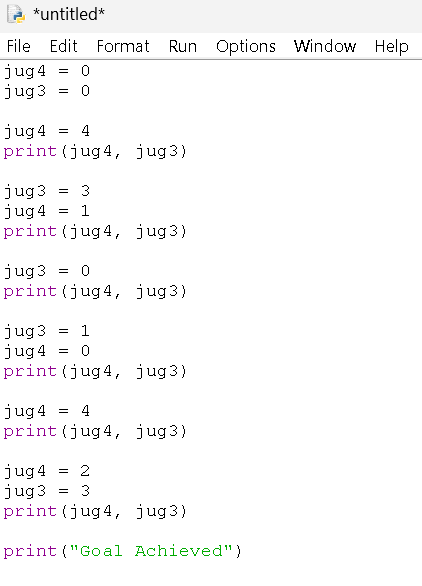 *untitled*
File Edit Format Run Options Window Help
jug4 = 0
jug3 = 0
jug4 = 4
print(jug4, jug3)
jug3 = 3
jug4 = 1
print(jug4, jug3)
jug3 = 0
print(jug4, jug3)
jug3 = 1
jug4 = 0
print(jug4, jug3)
jug4 = 4
print(jug4, jug3)
jug4 = 2
jug3 = 3
print(jug4, jug3)
print("Goal Achieved")